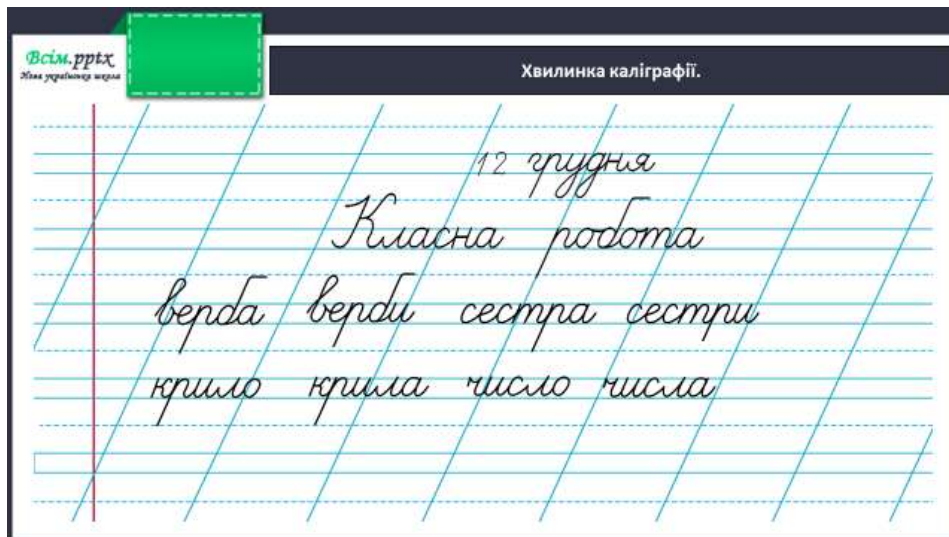 Всім.pptx
Нова українська школа
Хвилинка каліграфії.
12 грудня
Класна робота
верба верби сестра сестри
крило крила число числа